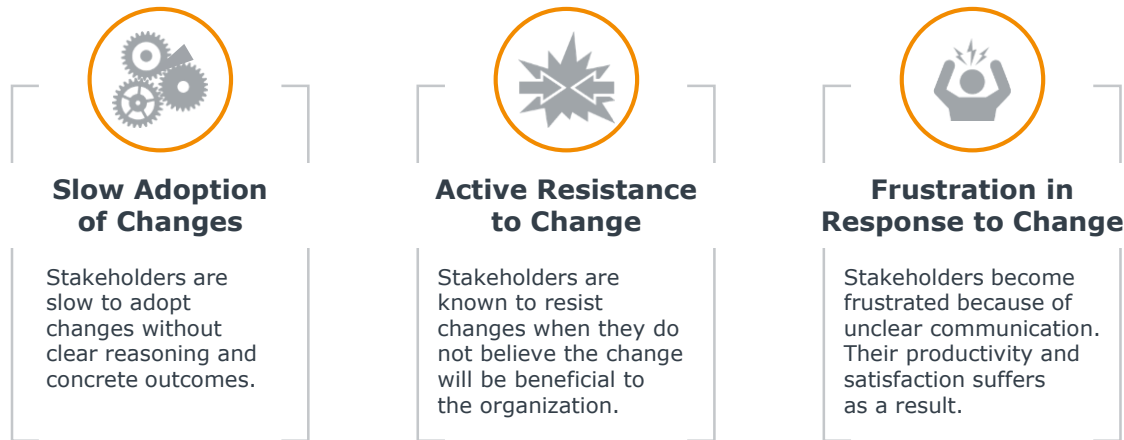 Slow Adoption
of Changes
Stakeholders are
slow to adopt
changes without
clear reasoning and
concrete outcomes.
Active Resistance
to Change
Stakeholders are
known to resist
changes when they do
not believe the change
will be beneficial to
the organization.
Frustration in
Response to Change
Stakeholders become
frustrated because of
unclear communication.
Their productivity and
satisfaction suffers
as a result.